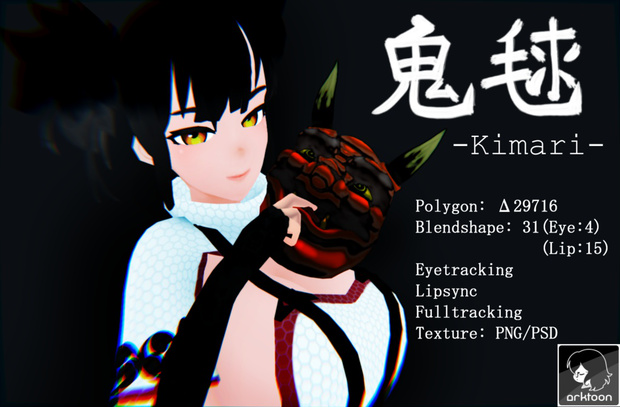 鬼毬
-Kimari-
Polygon: Δ29716
Blendshape: 31(Eye:4)
(Lip:15)
Eyetracking
Lipsync
Fulltracking
Texture: PNG/PSD
arktoon